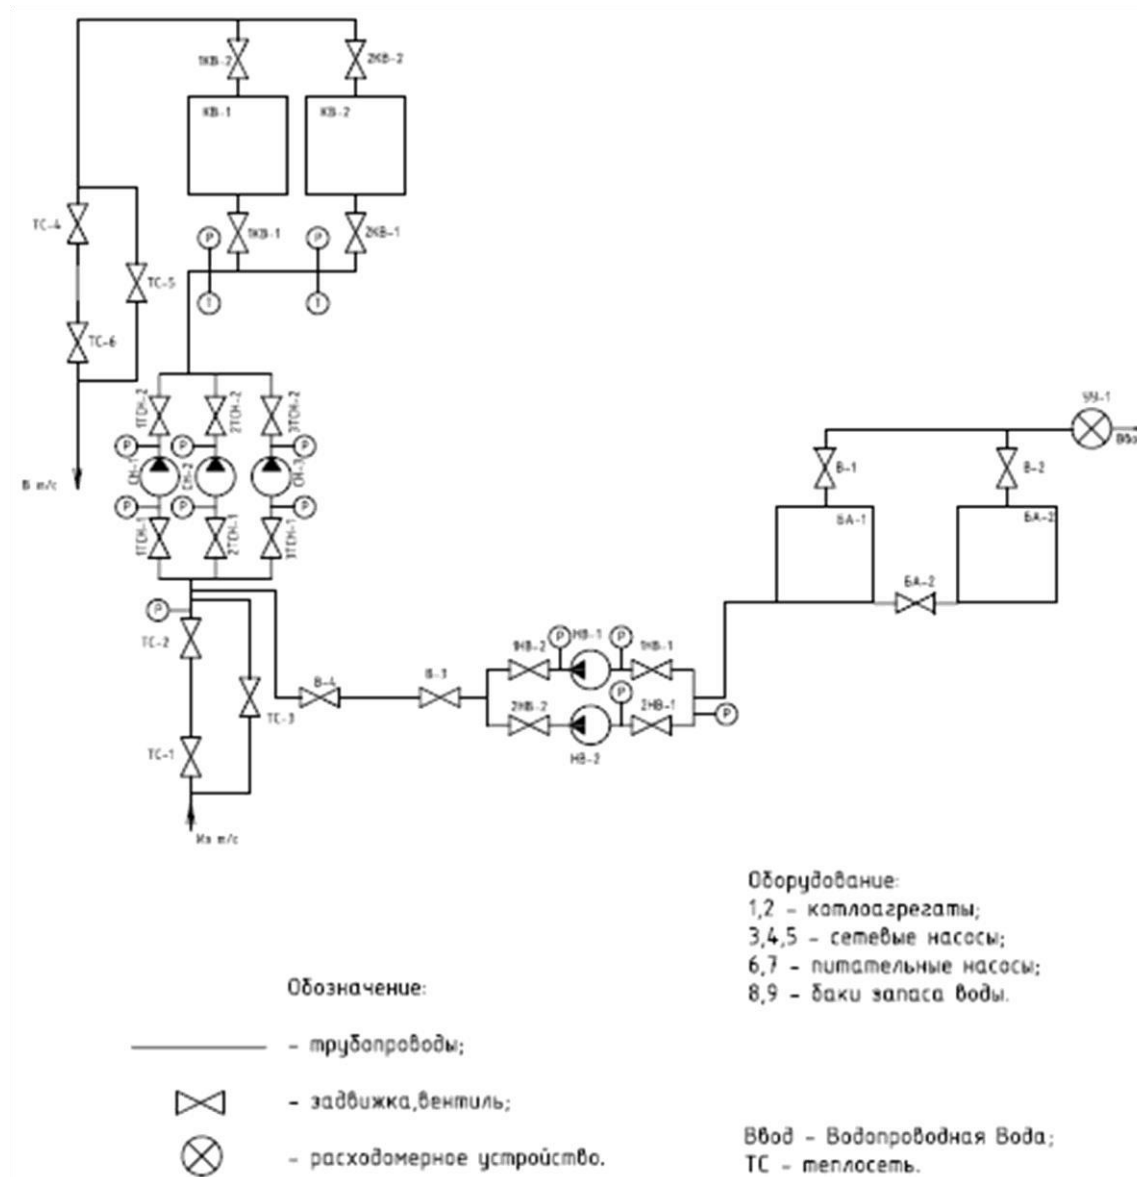 1КВ-2
2КВ-2
КВ-1
КВ-2
ТС-4
Р
1КВ-1
Р
2КВ-1
ТС-5
Т
Т
ТС-6
1ТСН-2
2ТСН-2
3ТСН-2
УУ-1
Р
Р
Р
В-1
В-2
СН-1
СН-2
СН-3
В т/с
Р
Р
Р
БА-1
БА-2
1ТСН-1
2ТСН-1
3ТСН-1
БА-2
Р
ТС-2
1НВ-2
Р
НВ-1
Р
1НВ-1
В-4
В-3
ТС-3
2НВ-2
Р
2НВ-1
Р
ТС-1
НВ-2
Из т/с
Оборудование:
1,2 - котлоагрегаты;
3,4,5 - сетевые насосы;
6,7 - питательные насосы;
8,9 - баки запаса воды.
Обозначение:
- трубопроводы;
- задвижка,вентиль;
- расходомерное устройство.
Ввод - Водопроводная Вода;
ТС - теплосеть.